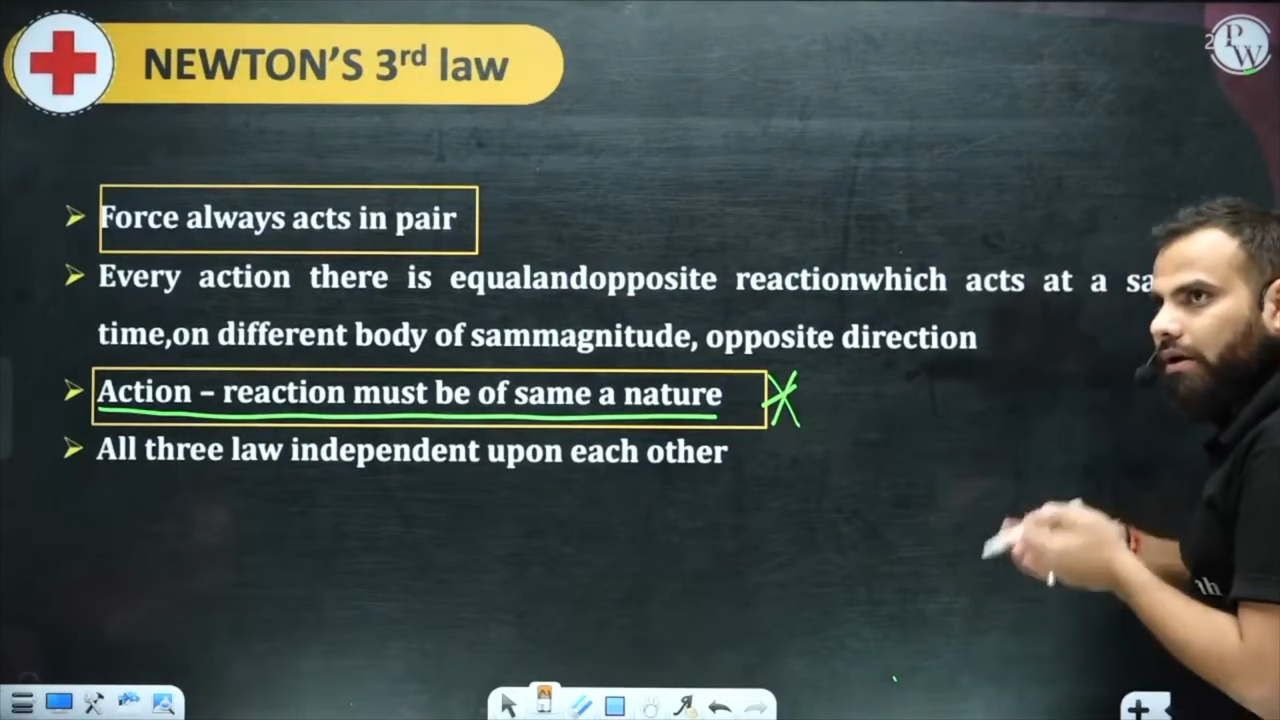 NEWTON'S 3rd law
2
PW
Force always acts in pair
Every action there is equalandopposite reactionwhich acts at a sa
time,on different body of sammagnitude, opposite direction
Action – reaction must be of same a nature
All three law independent upon each other